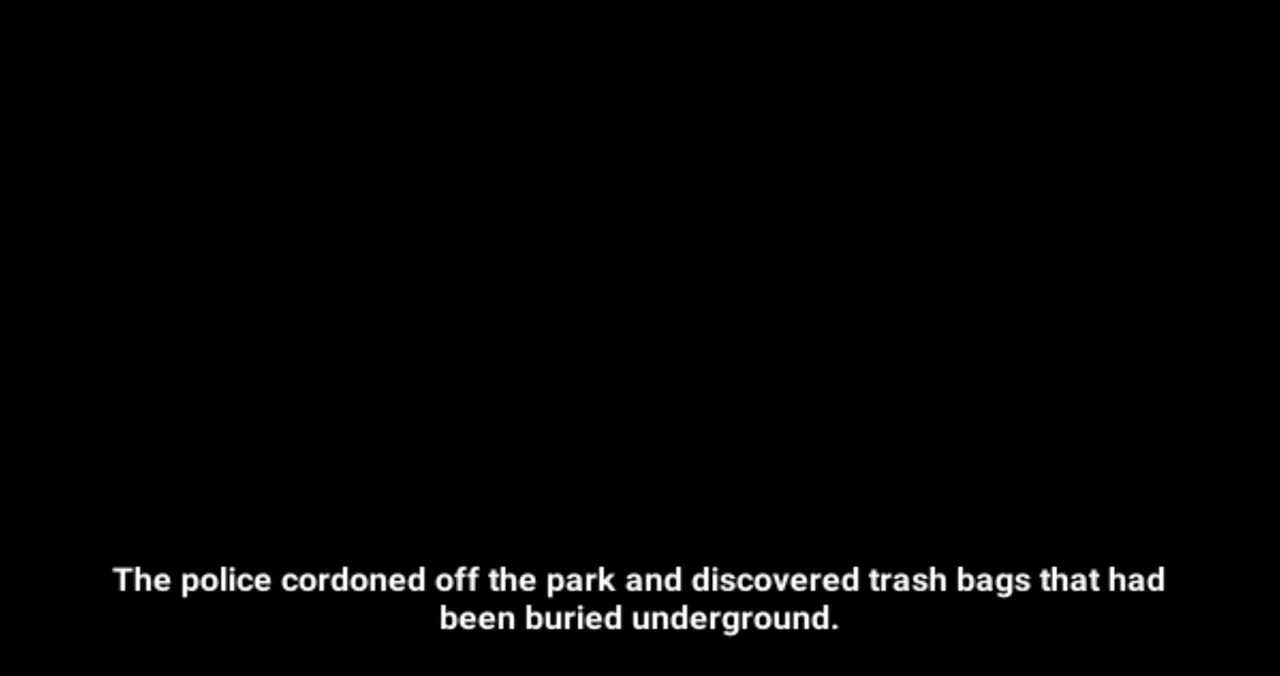 The police cordoned off the park and discovered trash bags that had
been buried underground.